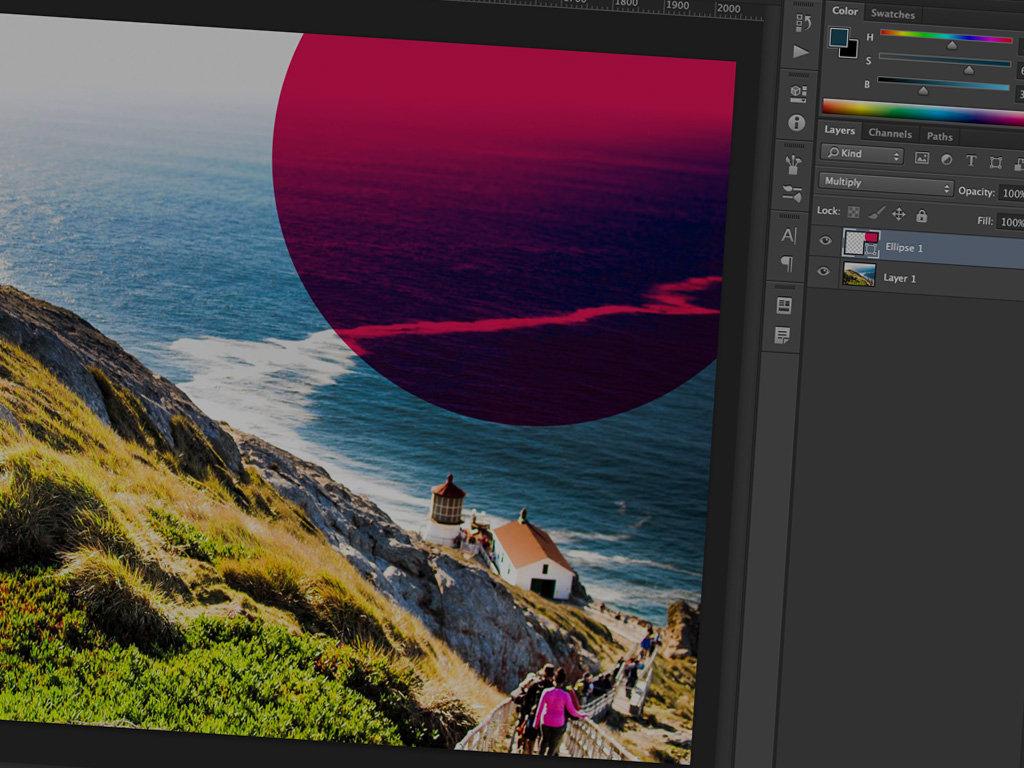 1800
1900
2000
Color
Swatches
H
S
B
Layers
Channels
Paths
Kind
T
Multiply
Opacity:
100%
Lock:
Fill:
100%
A
Ellipse 1
Layer 1